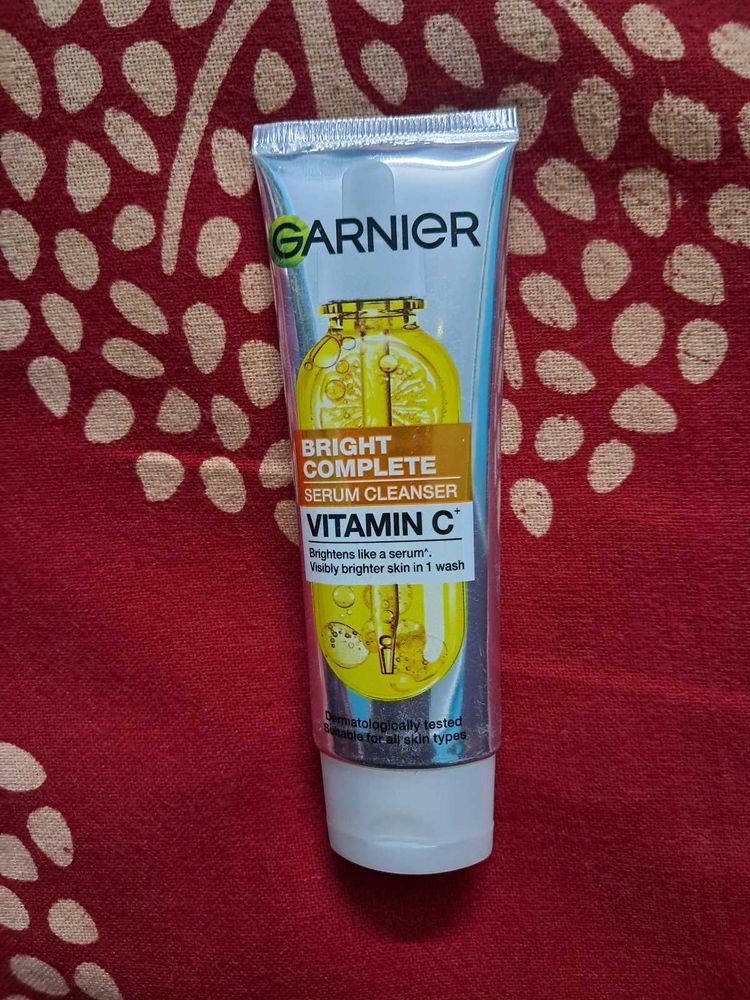 GARNIER
BRIGHT
COMPLETE
SERUM CLEANSER
VITAMIN C⁺
Brightens like a serum^.
Visibly brighter skin in 1 wash
Dermatologically tested
Suitable for all skin types